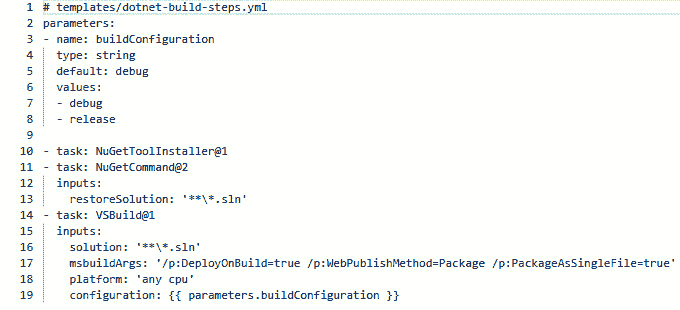 1 # templates/dotnet-build-steps.yml
2 parameters:
3 - name: buildConfiguration
4   type: string
5   default: debug
6   values:
7   - debug
8   - release
9
10 - task: NuGetToolInstaller@1
11 - task: NuGetCommand@2
12   inputs:
13     restoreSolution: '**\*.sln'
14 - task: VSBuild@1
15   inputs:
16     solution: '**\*.sln'
17     msbuildArgs: '/p:DeployOnBuild=true /p:WebPublishMethod=Package /p:PackageAsSingleFile=true'
18     platform: 'any cpu'
19     configuration: {{ parameters.buildConfiguration }}